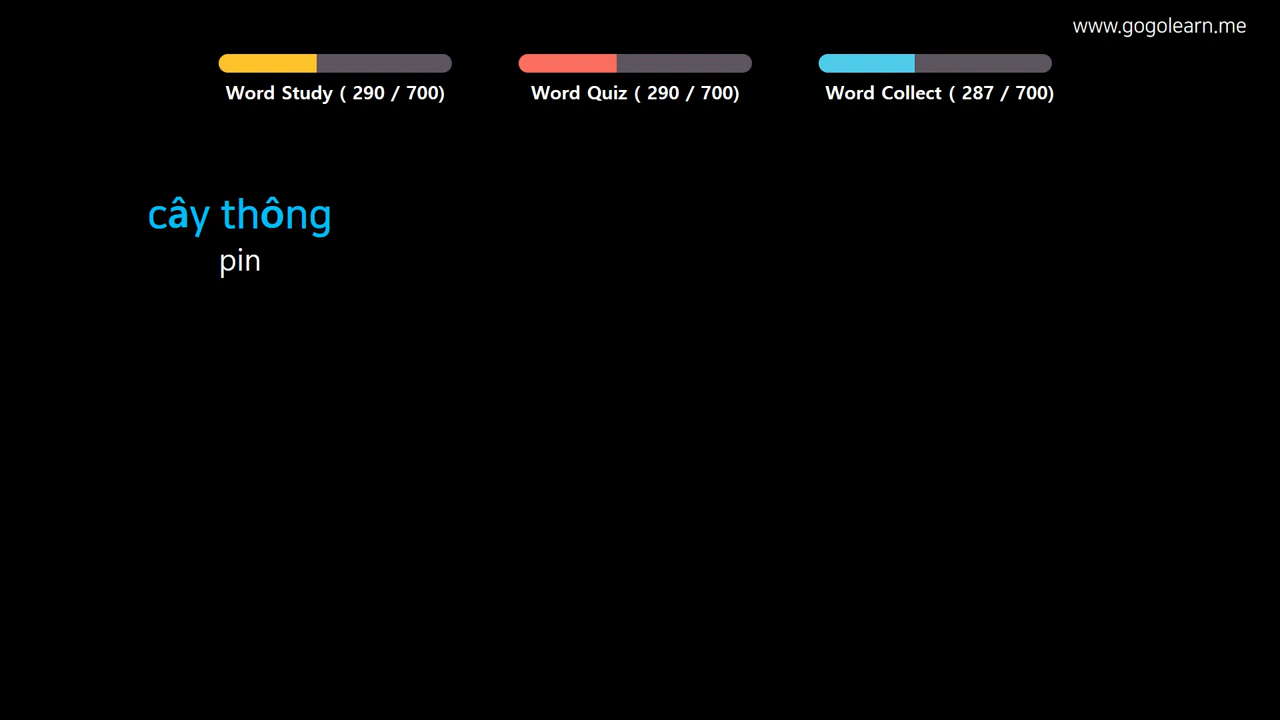 www.gogolearn.me
Word Study ( 290 / 700)
Word Quiz ( 290 / 700)
Word Collect ( 287 / 700)
cây thông
pin